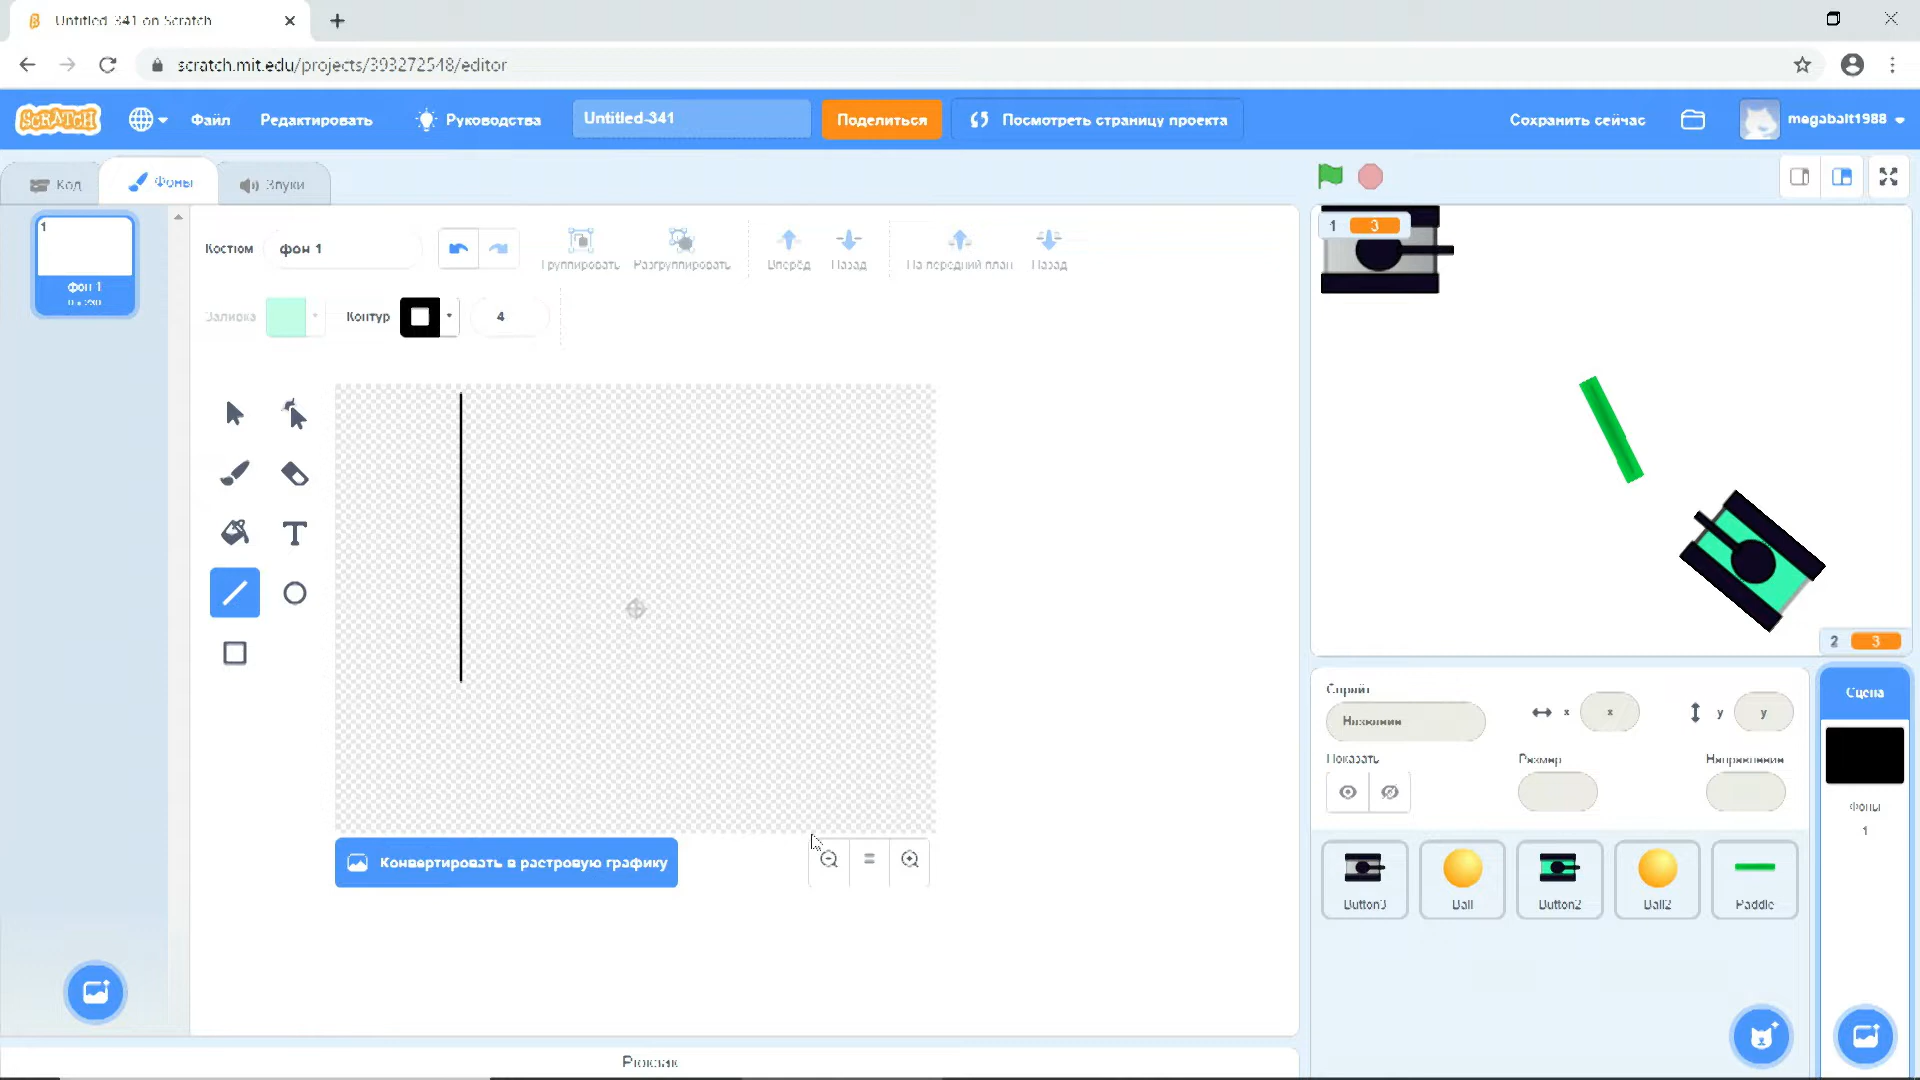 Untitled-341 on Scratch
scratch.mit.edu/projects/393272548/editor
SCRATCH
Файл
Редактировать
Руководства
Untitled-341
Поделиться
Посмотреть страницу проекта
Сохранить сейчас
megabait1988
Код
Фоны
Звуки
1
фон 1
Костюм
фон 1
Группировать
Разгруппировать
Вперёд
Назад
На передний план
Назад
Заливка
Контур
4
Конвертировать в растровую графику
Рюкзак
1 3
2 3
Спрайт
Название
x
x
y
y
Показать
Размер
Направление
Button3
Ball
Button2
Ball2
Paddle
Сцена
Фоны
1